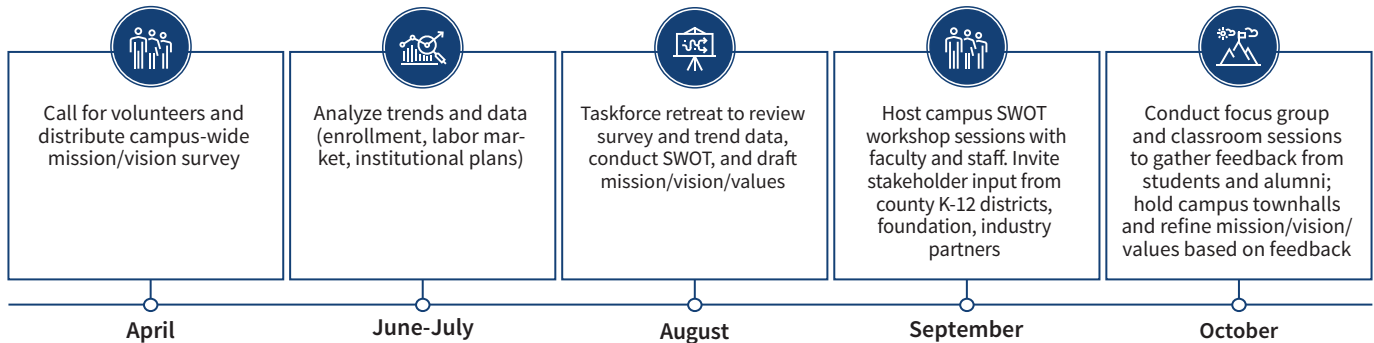 Call for volunteers and
distribute campus-wide
mission/vision survey
Analyze trends and data
(enrollment, labor mar-
ket, institutional plans)
Taskforce retreat to review
survey and trend data,
conduct SWOT, and draft
mission/vision/values
Host campus SWOT
workshop sessions with
faculty and staff. Invite
stakeholder input from
county K-12 districts,
foundation, industry
partners
Conduct focus group
and classroom sessions
to gather feedback from
students and alumni;
hold campus townhalls
and refine mission/vision/
values based on feedback
April
June-July
August
September
October